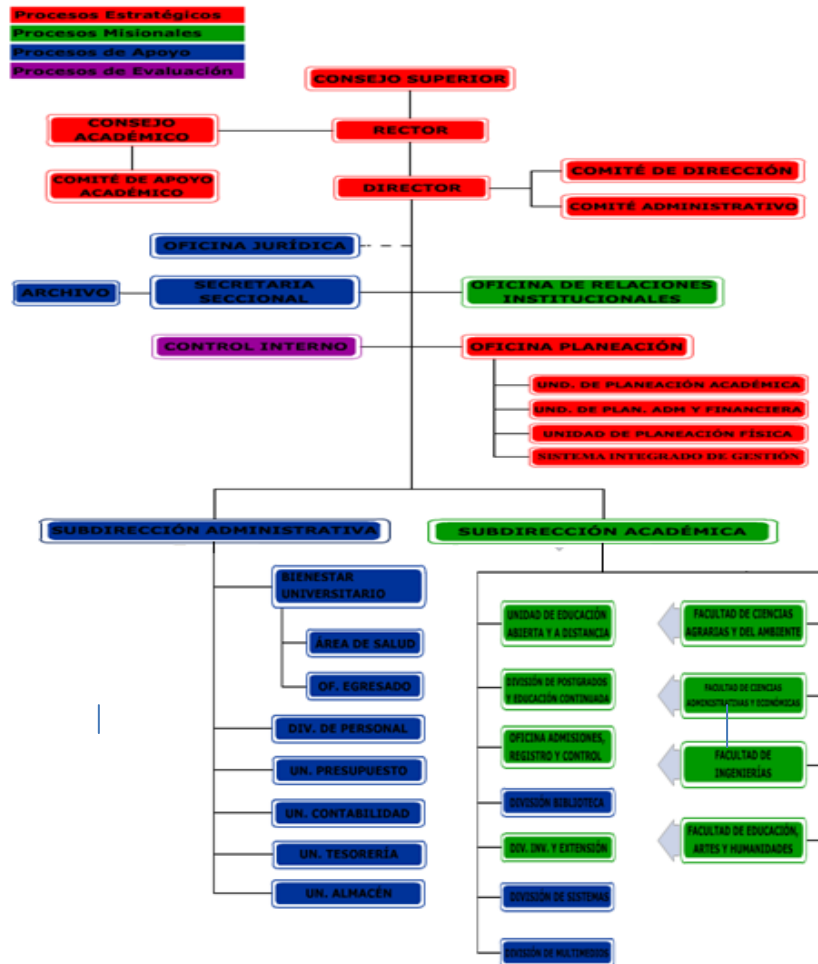 Procesos Estratégicos
Procesos Misionales
Procesos de Apoyo
Procesos de Evaluación
CONSEJO SUPERIOR
CONSEJO
ACADÉMICO
RECTOR
COMITÉ DE APOYO
ACADÉMICO
DIRECTOR
COMITÉ DE DIRECCIÓN
COMITÉ ADMINISTRATIVO
OFICINA JURÍDICA
ARCHIVO
SECRETARIA
SECCIONAL
OFICINA DE RELACIONES
INSTITUCIONALES
CONTROL INTERNO
OFICINA PLANEACIÓN
UND. DE PLANEACIÓN ACADÉMICA
UND. DE PLAN. ADM Y FINANCIERA
UNIDAD DE PLANEACIÓN FÍSICA
SISTEMA INTEGRADO DE GESTIÓN
SUBDIRECCIÓN ADMINISTRATIVA
BIENESTAR
UNIVERSITARIO
ÁREA DE SALUD
OF. EGRESADO
DIV. DE PERSONAL
UN. PRESUPUESTO
UN. CONTABILIDAD
UN. TESORERÍA
UN. ALMACÉN
SUBDIRECCIÓN ACADÉMICA
UNIDAD DE EDUCACIÓN
ABIERTA Y A DISTANCIA
DIVISIÓN DE POSTGRADOS
Y EDUCACIÓN CONTINUADA
OFICINA ADMISIONES,
REGISTRO Y CONTROL
DIVISIÓN BIBLIOTECA
DIV. INV. Y EXTENSIÓN
DIVISIÓN DE SISTEMAS
DIVISIÓN DE MULTIMEDIOS
FACULTAD DE CIENCIAS
AGRARIAS Y DEL AMBIENTE
FACULTAD DE CIENCIAS
ADMINISTRATIVAS Y ECONÓMICAS
FACULTAD DE
INGENIERÍAS
FACULTAD DE EDUCACIÓN,
ARTES Y HUMANIDADES